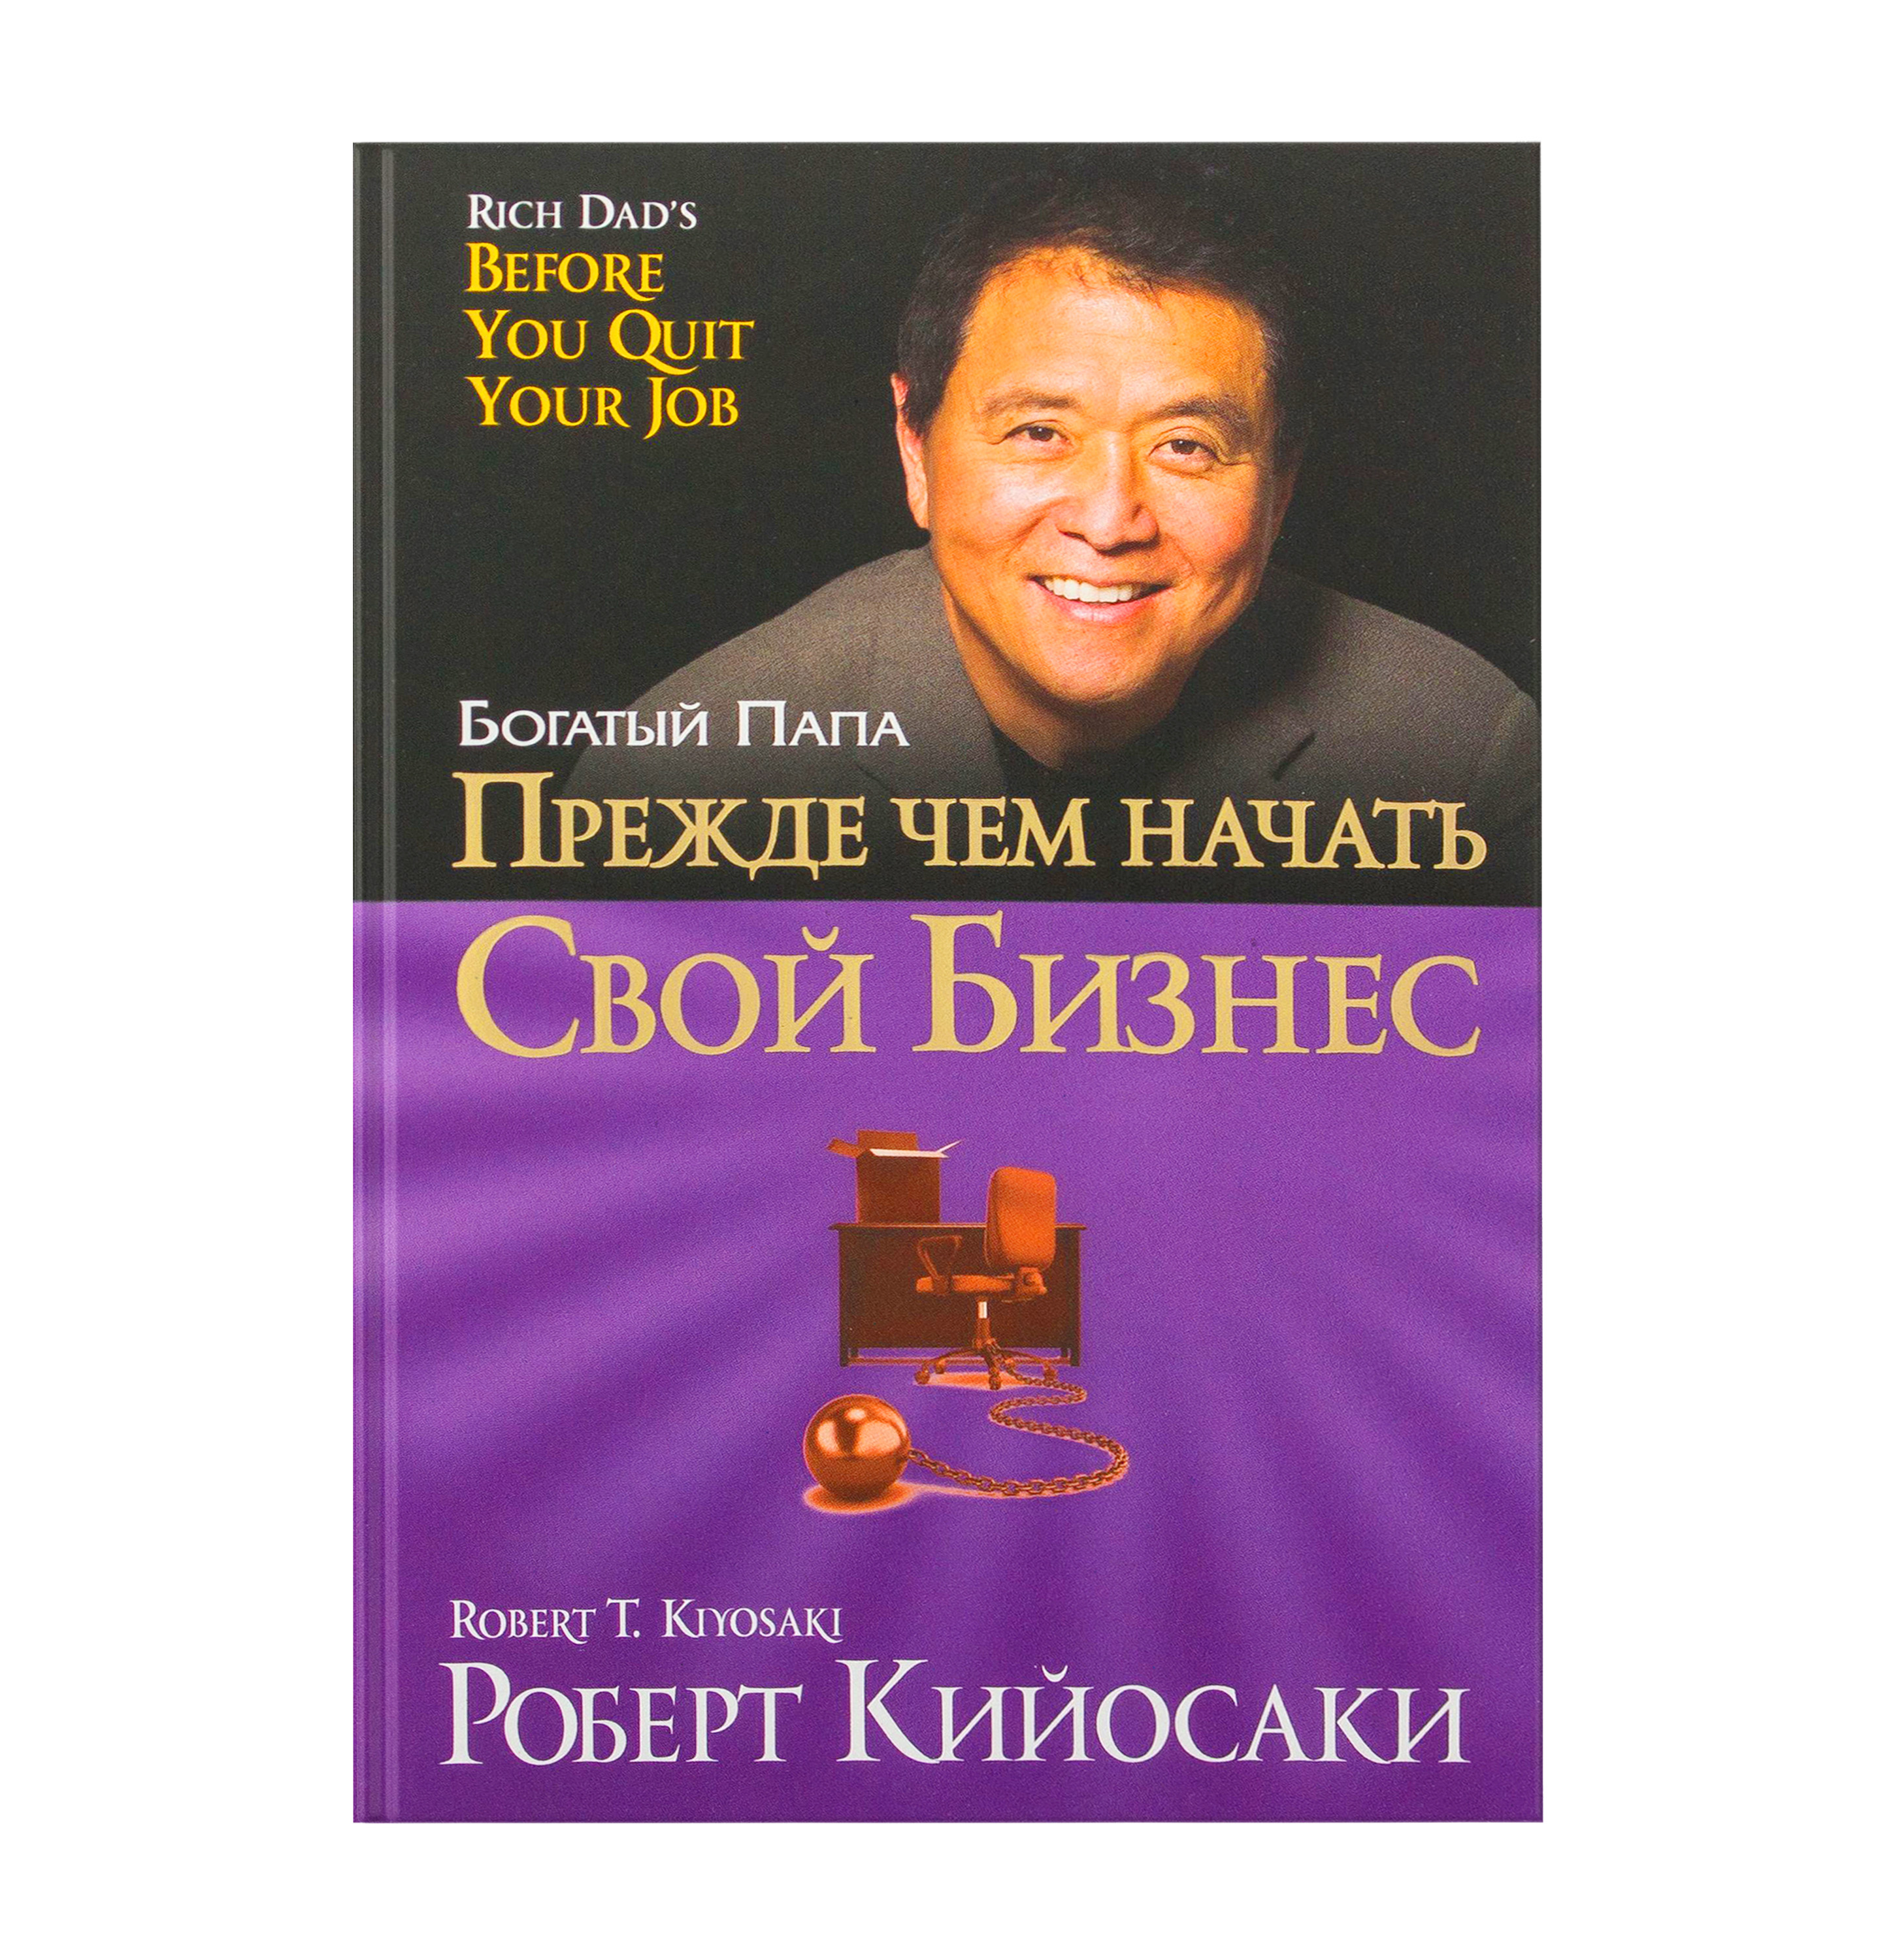 Rich Dad's
Before
You Quit
Your Job
Богатый Папа
Прежде чем начать
Свой Бизнес
Robert T. Kiyosaki
Роберт Кийосаки